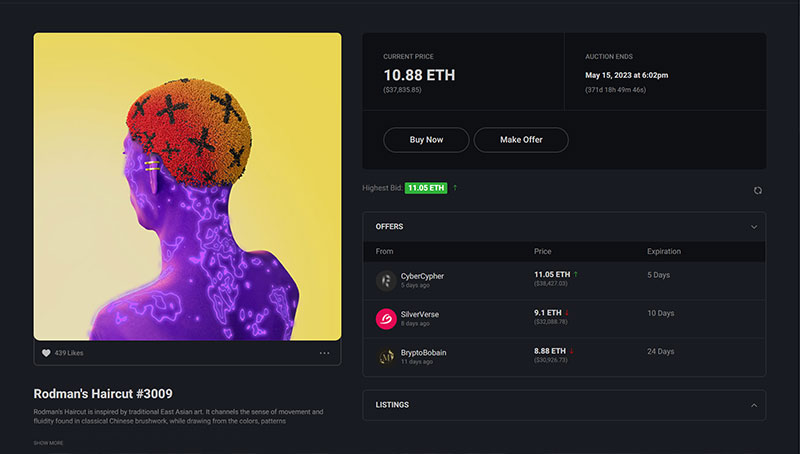 CURRENT PRICE
10.88 ETH
($37,835.85)
AUCTION ENDS
May 15, 2023 at 6:02pm
(371d 18h 49m 46s)
Buy Now
Make Offer
Highest Bid: 11.05 ETH ↑
OFFERS
From Price Expiration
CyberCypher 11.05 ETH ↑ 5 Days
5 days ago ($38,427.03)
SilverVerse 9.1 ETH ↓ 10 Days
8 days ago ($32,088.78)
BryptoBobain 8.88 ETH ↓ 24 Days
11 days ago ($30,926.73)
LISTINGS
439 Likes
Rodman's Haircut #3009
Rodman's Haircut is inspired by traditional East Asian art. It channels the sense of movement and
fluidity found in classical Chinese brushwork, while drawing from the colors, patterns
SHOW MORE